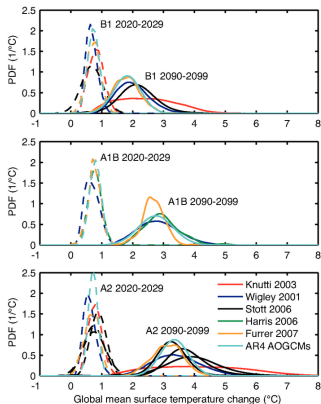 2.5
2
1.5
1
0.5
0
PDF (1/°C)
B1 2020-2029
B1 2090-2099
-1 0 1 2 3 4 5 6 7 8
2.5
2
1.5
1
0.5
0
PDF (1/°C)
A1B 2020-2029
A1B 2090-2099
-1 0 1 2 3 4 5 6 7 8
2.5
2
1.5
1
0.5
0
PDF (1/°C)
A2 2020-2029
A2 2090-2099
Knutti 2003
Wigley 2001
Stott 2006
Harris 2006
Furrer 2007
AR4 AOGCMs
-1 0 1 2 3 4 5 6 7 8
Global mean surface temperature change (°C)